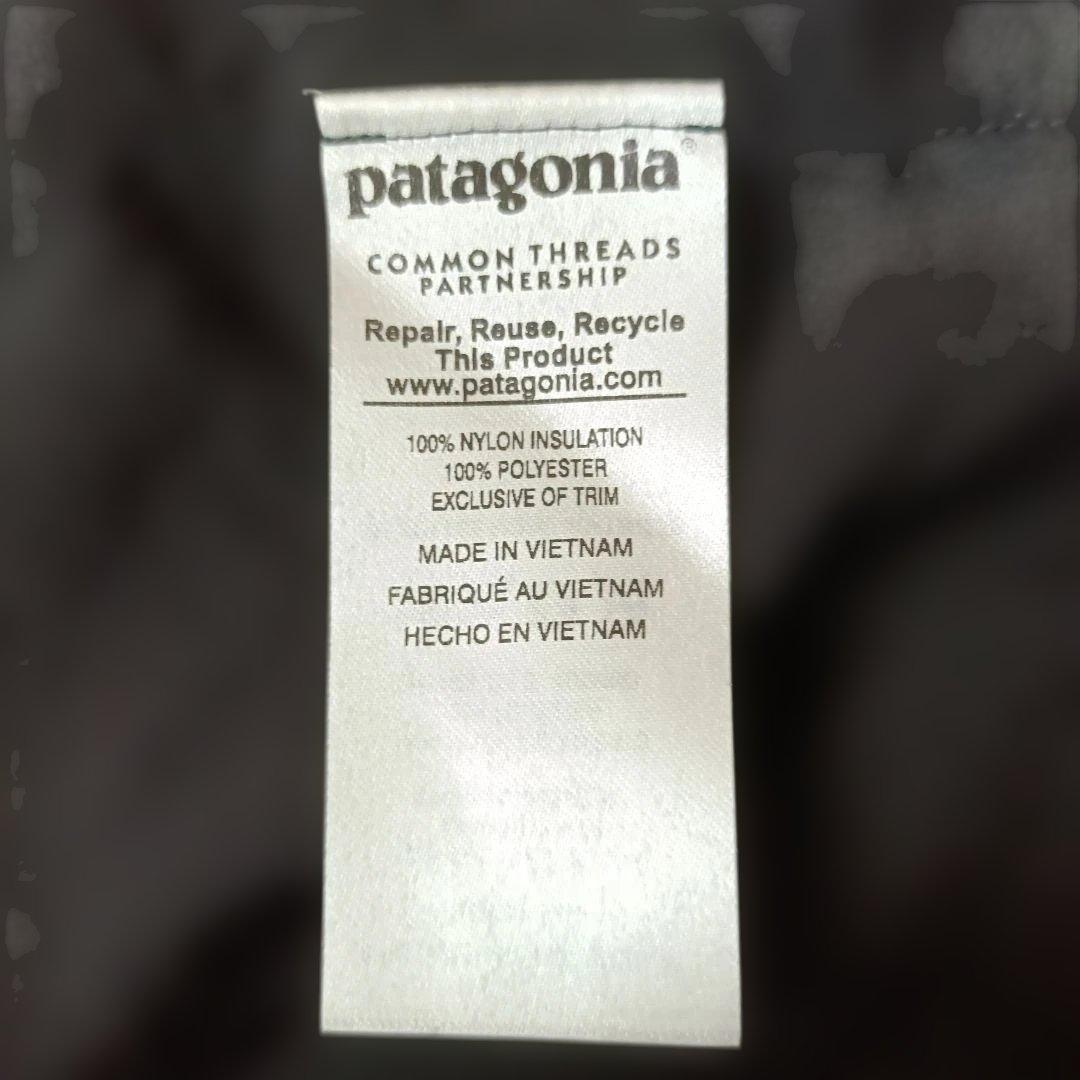 patagonia®
COMMON THREADS
PARTNERSHIP
Repair, Reuse, Recycle
This Product
www.patagonia.com
100% NYLON INSULATION
100% POLYESTER
EXCLUSIVE OF TRIM
MADE IN VIETNAM
FABRIQUÉ AU VIETNAM
HECHO EN VIETNAM